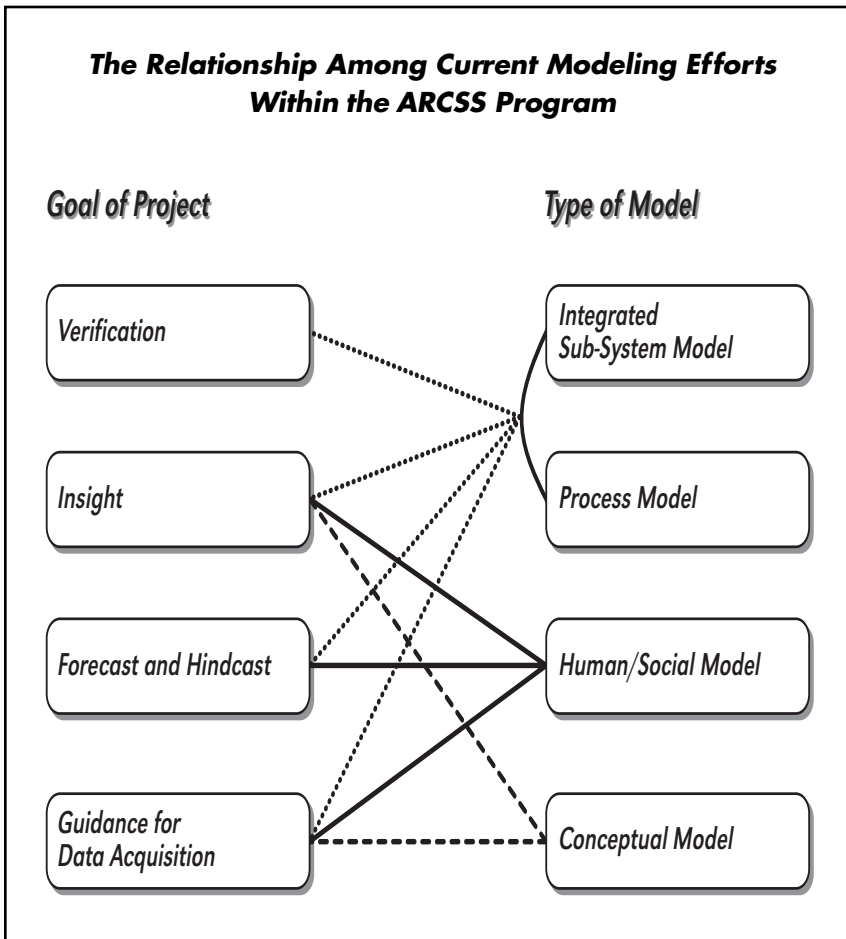 The Relationship Among Current Modeling Efforts
Within the ARCSS Program
Goal of Project
Type of Model
Verification
Integrated
Sub-System Model
Insight
Process Model
Forecast and Hindcast
Human/Social Model
Guidance for
Data Acquisition
Conceptual Model